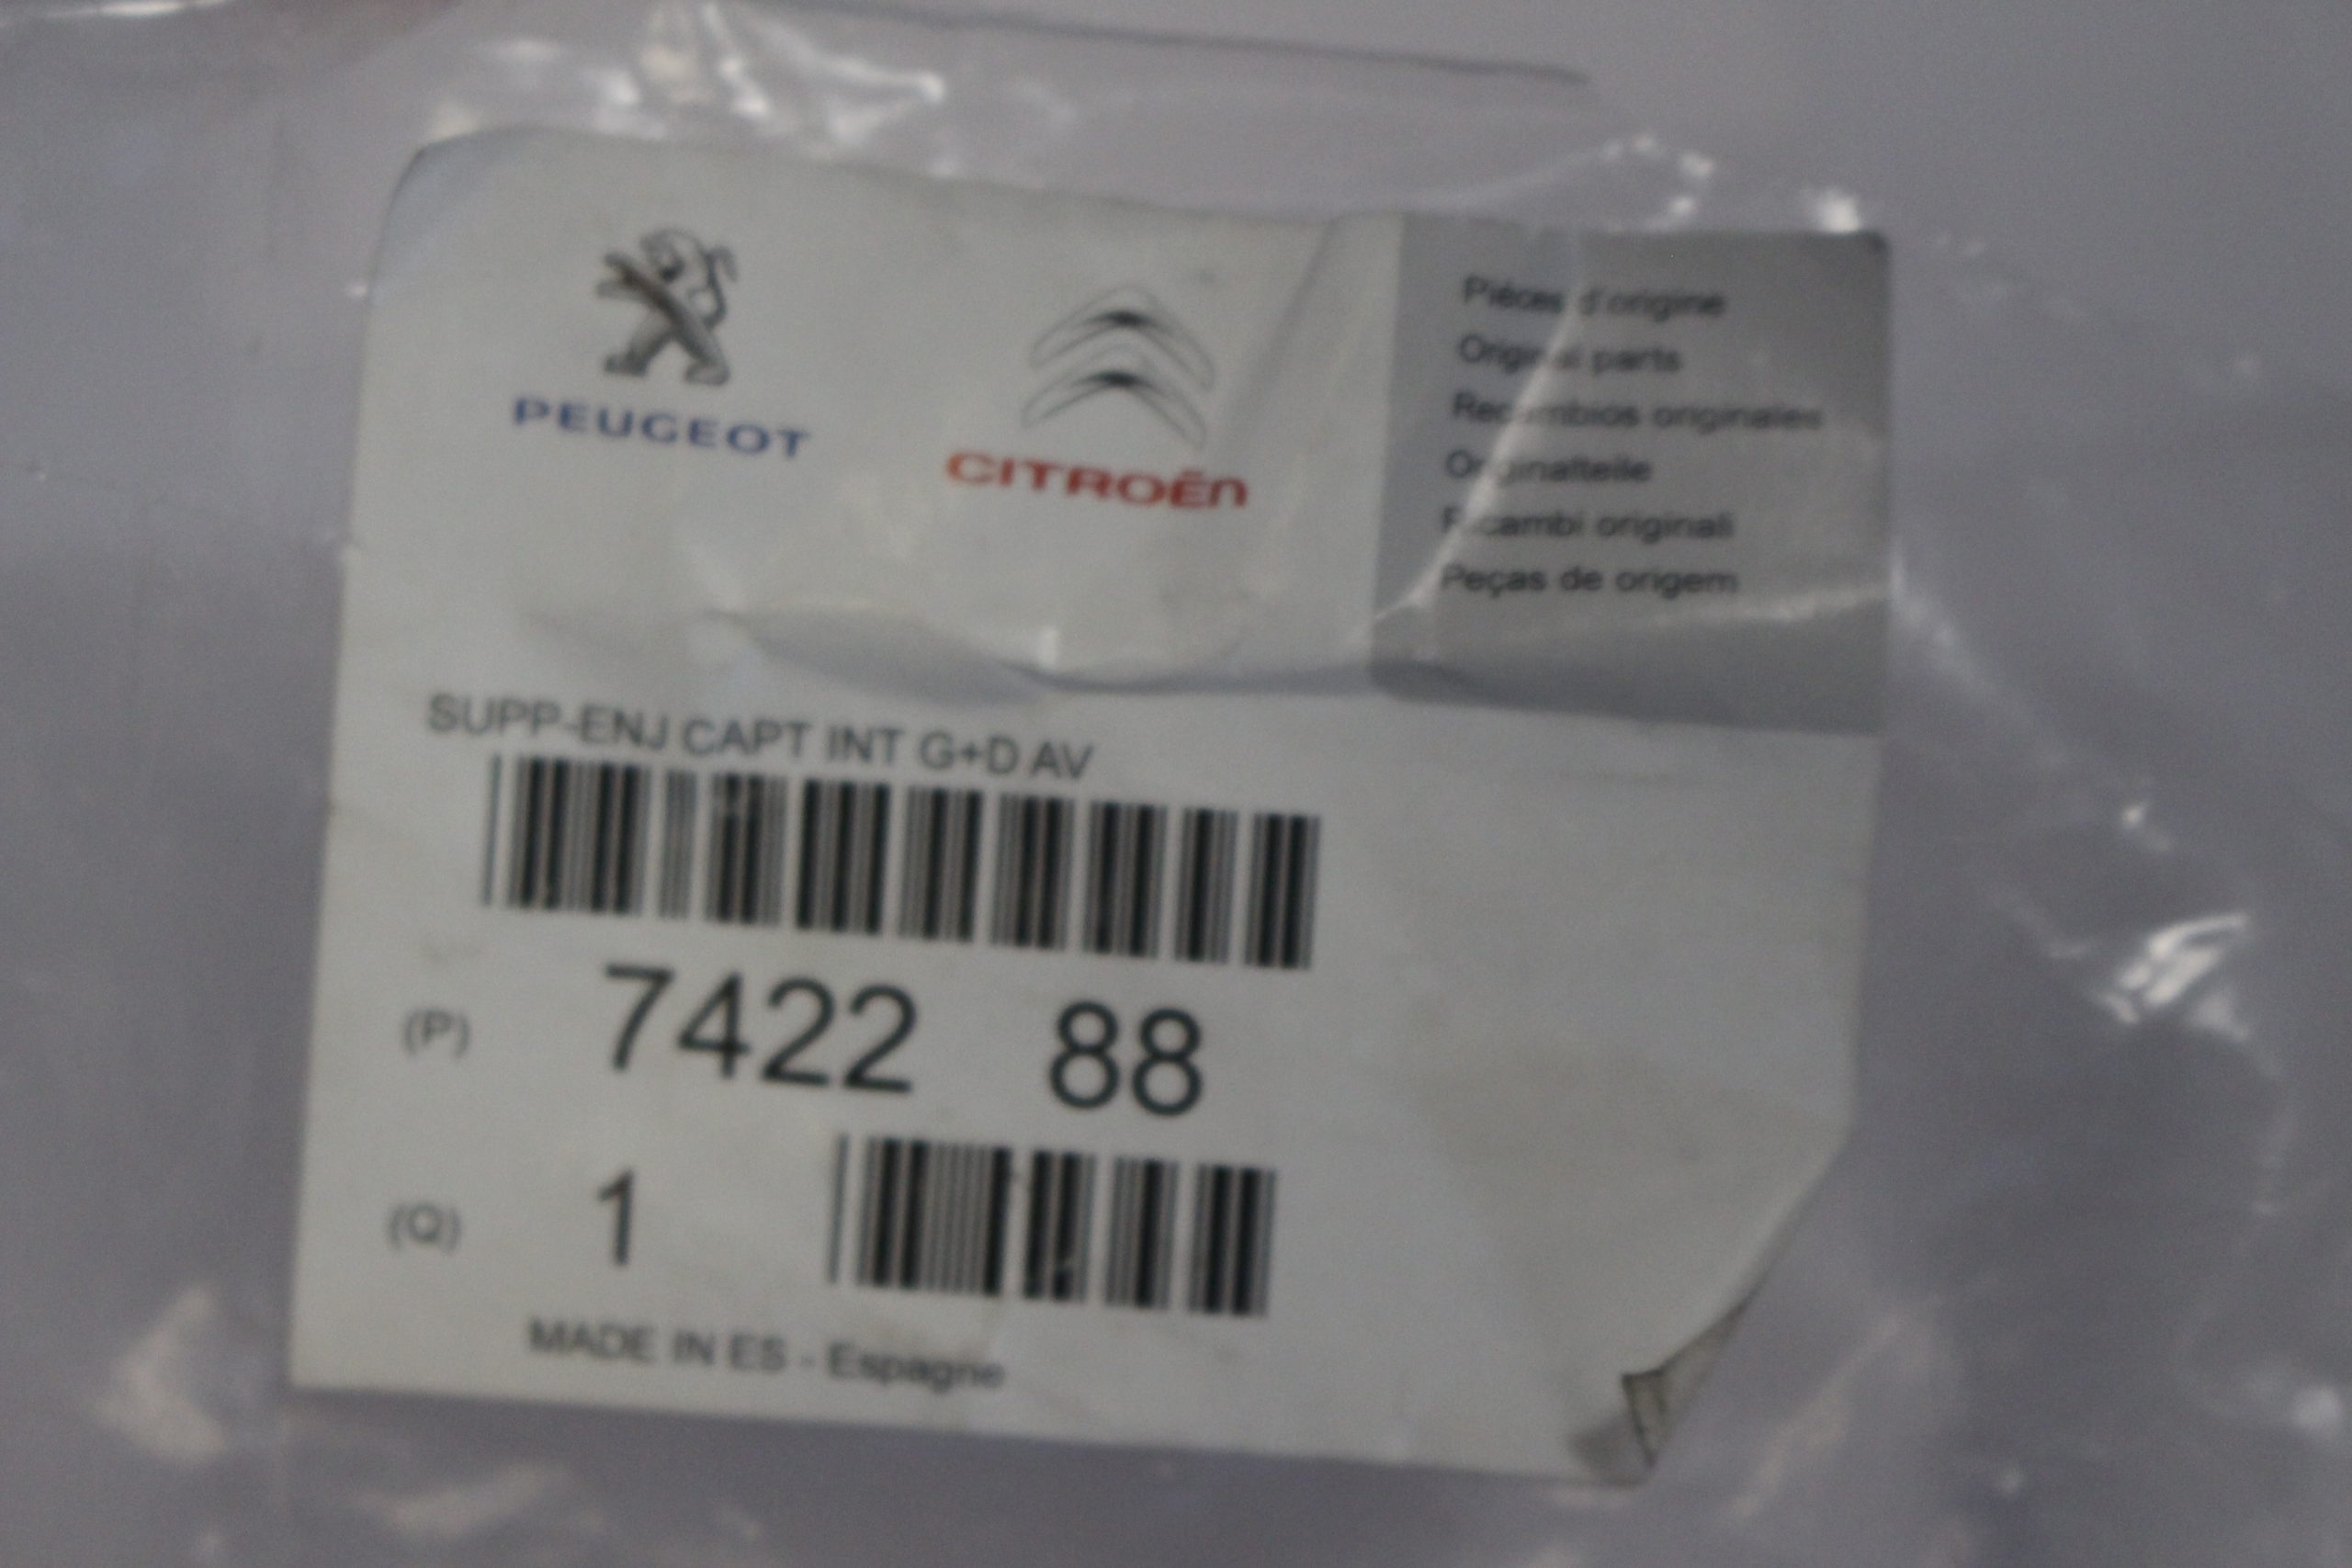 PEUGEOT
CITROËN
Pièces d'origine
Original parts
Recambios originales
Originalteile
Ricambi originali
Peças de origem
SUPP-ENJ CAPT INT G+D AV
(P) 7422 88
(Q) 1
MADE IN ES - Espagne